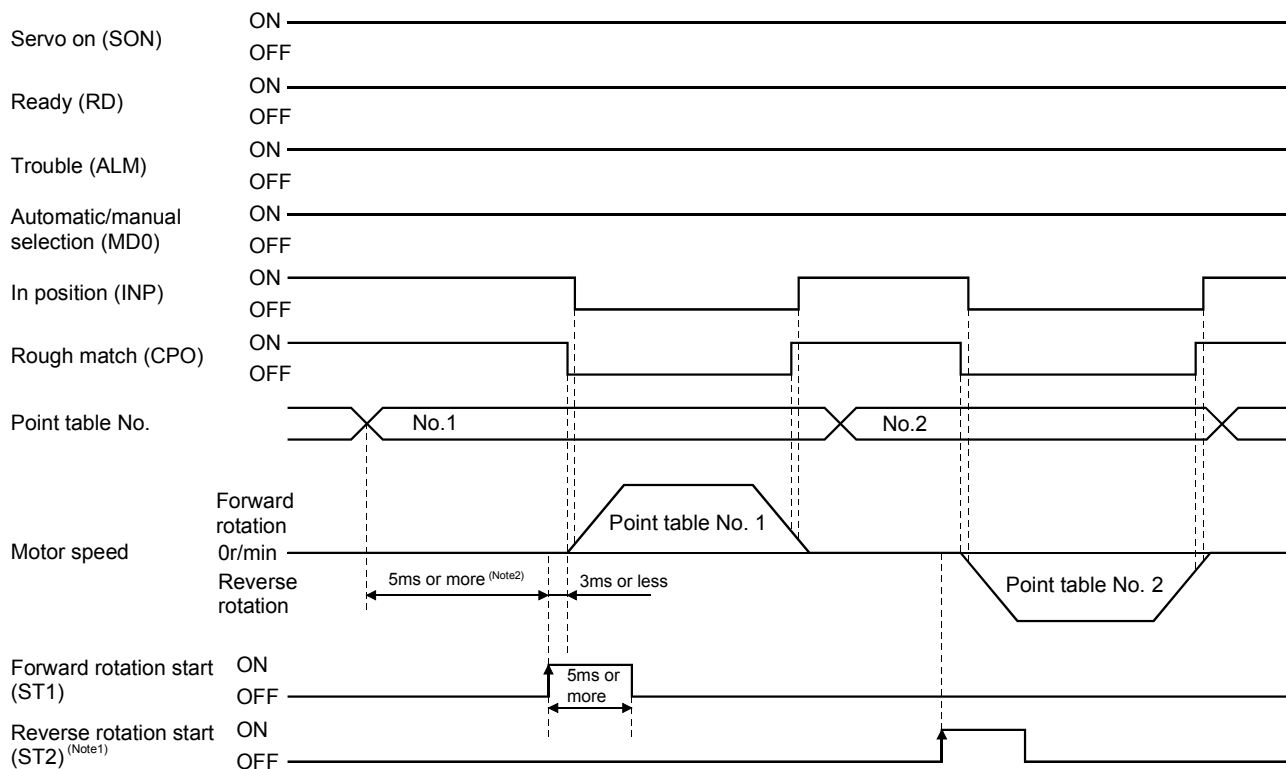 Servo on (SON)
ON
OFF
Ready (RD)
ON
OFF
Trouble (ALM)
ON
OFF
Automatic/manual
selection (MD0)
ON
OFF
In position (INP)
ON
OFF
Rough match (CPO)
ON
OFF
Point table No.
No.1
No.2
Motor speed
Forward
rotation
0r/min
Reverse
rotation
Point table No. 1
Point table No. 2
5ms or more (Note2)
3ms or less
Forward rotation start
(ST1)
ON
OFF
5ms or
more
Reverse rotation start
(ST2) (Note1)
ON
OFF